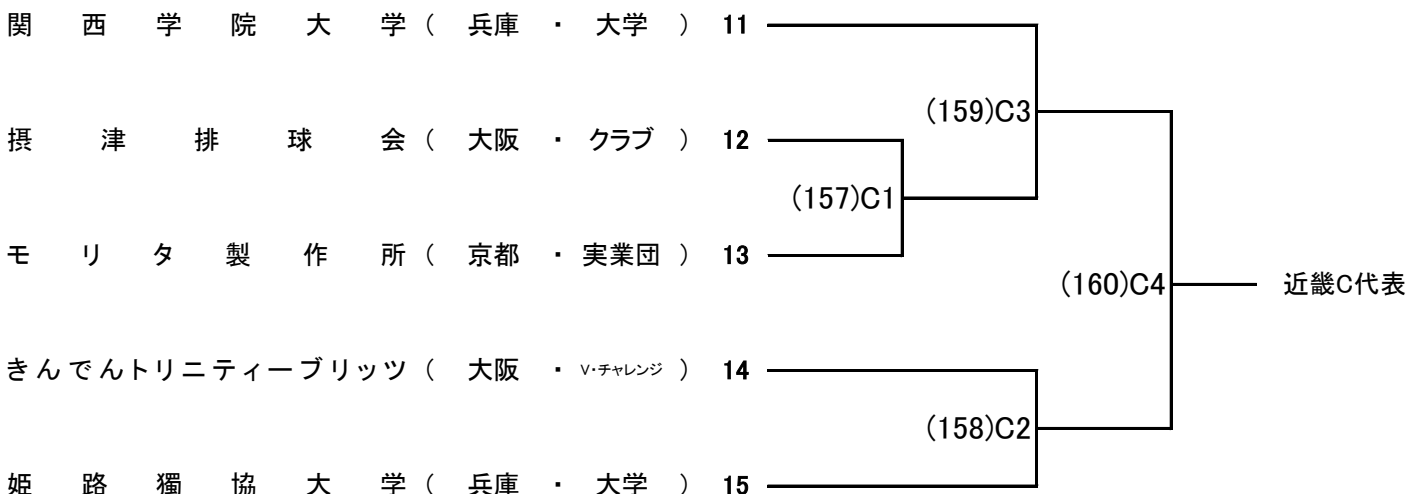 関西学院大学（兵庫・大学）11
(159)C3
摂津排球会（大阪・クラブ）12
(157)C1
モリタ製作所（京都・実業団）13
(160)C4 近畿C代表
きんでんトリニティーブリッツ（大阪・V・チャレンジ）14
(158)C2
姫路獨協大学（兵庫・大学）15